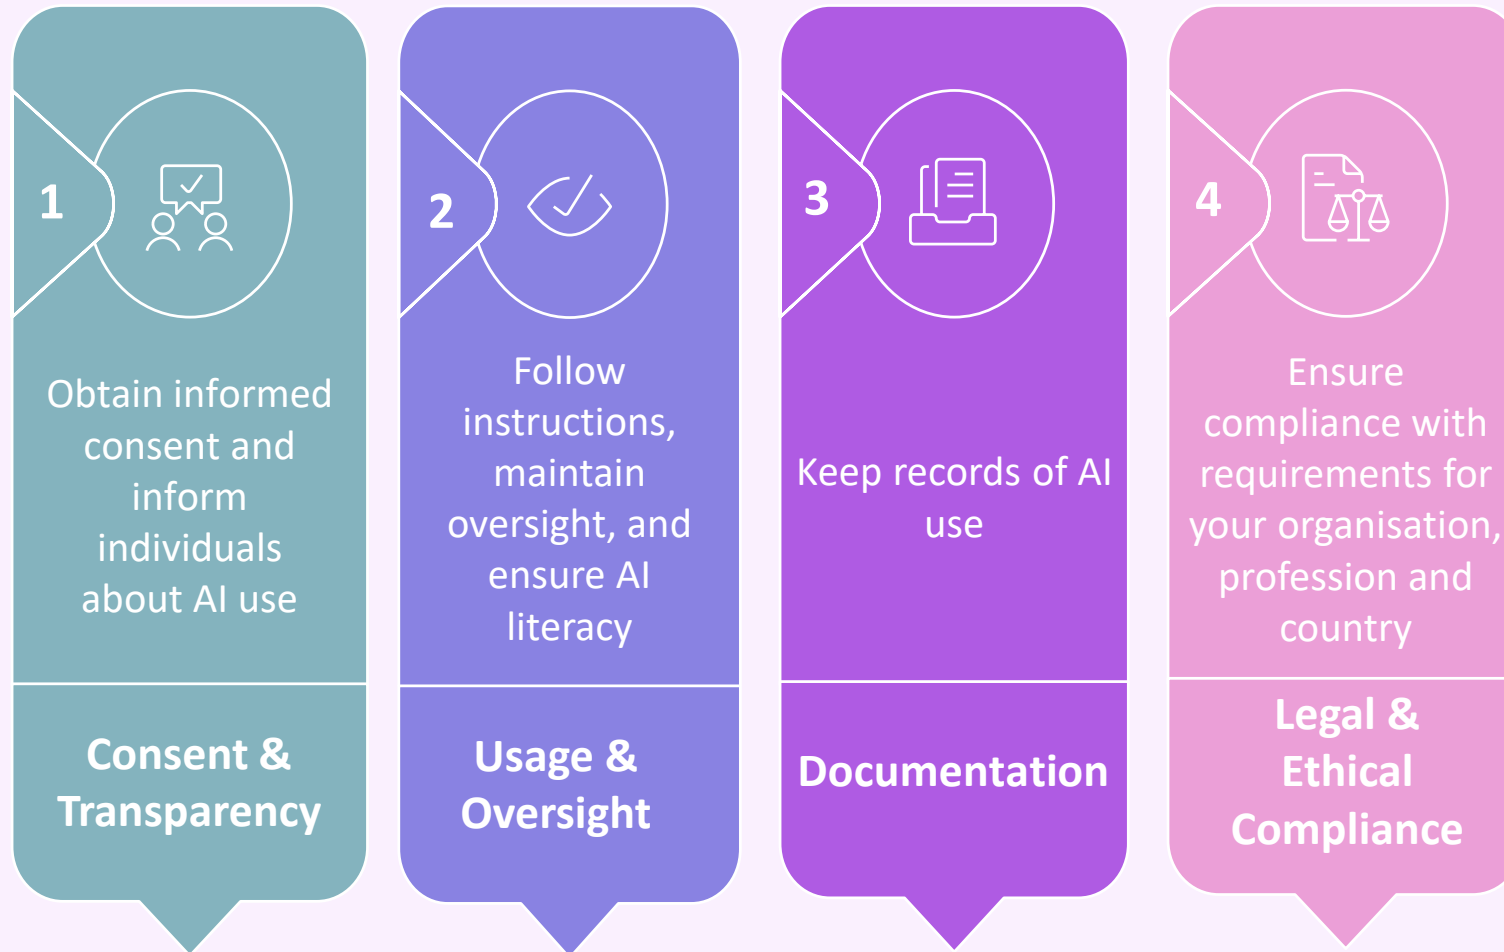 1
Obtain informed
consent and
inform
individuals
about AI use
Consent &
Transparency
2
Follow
instructions,
maintain
oversight, and
ensure AI
literacy
Usage &
Oversight
3
Keep records of AI
use
Documentation
4
Ensure
compliance with
requirements for
your organisation,
profession and
country
Legal &
Ethical
Compliance